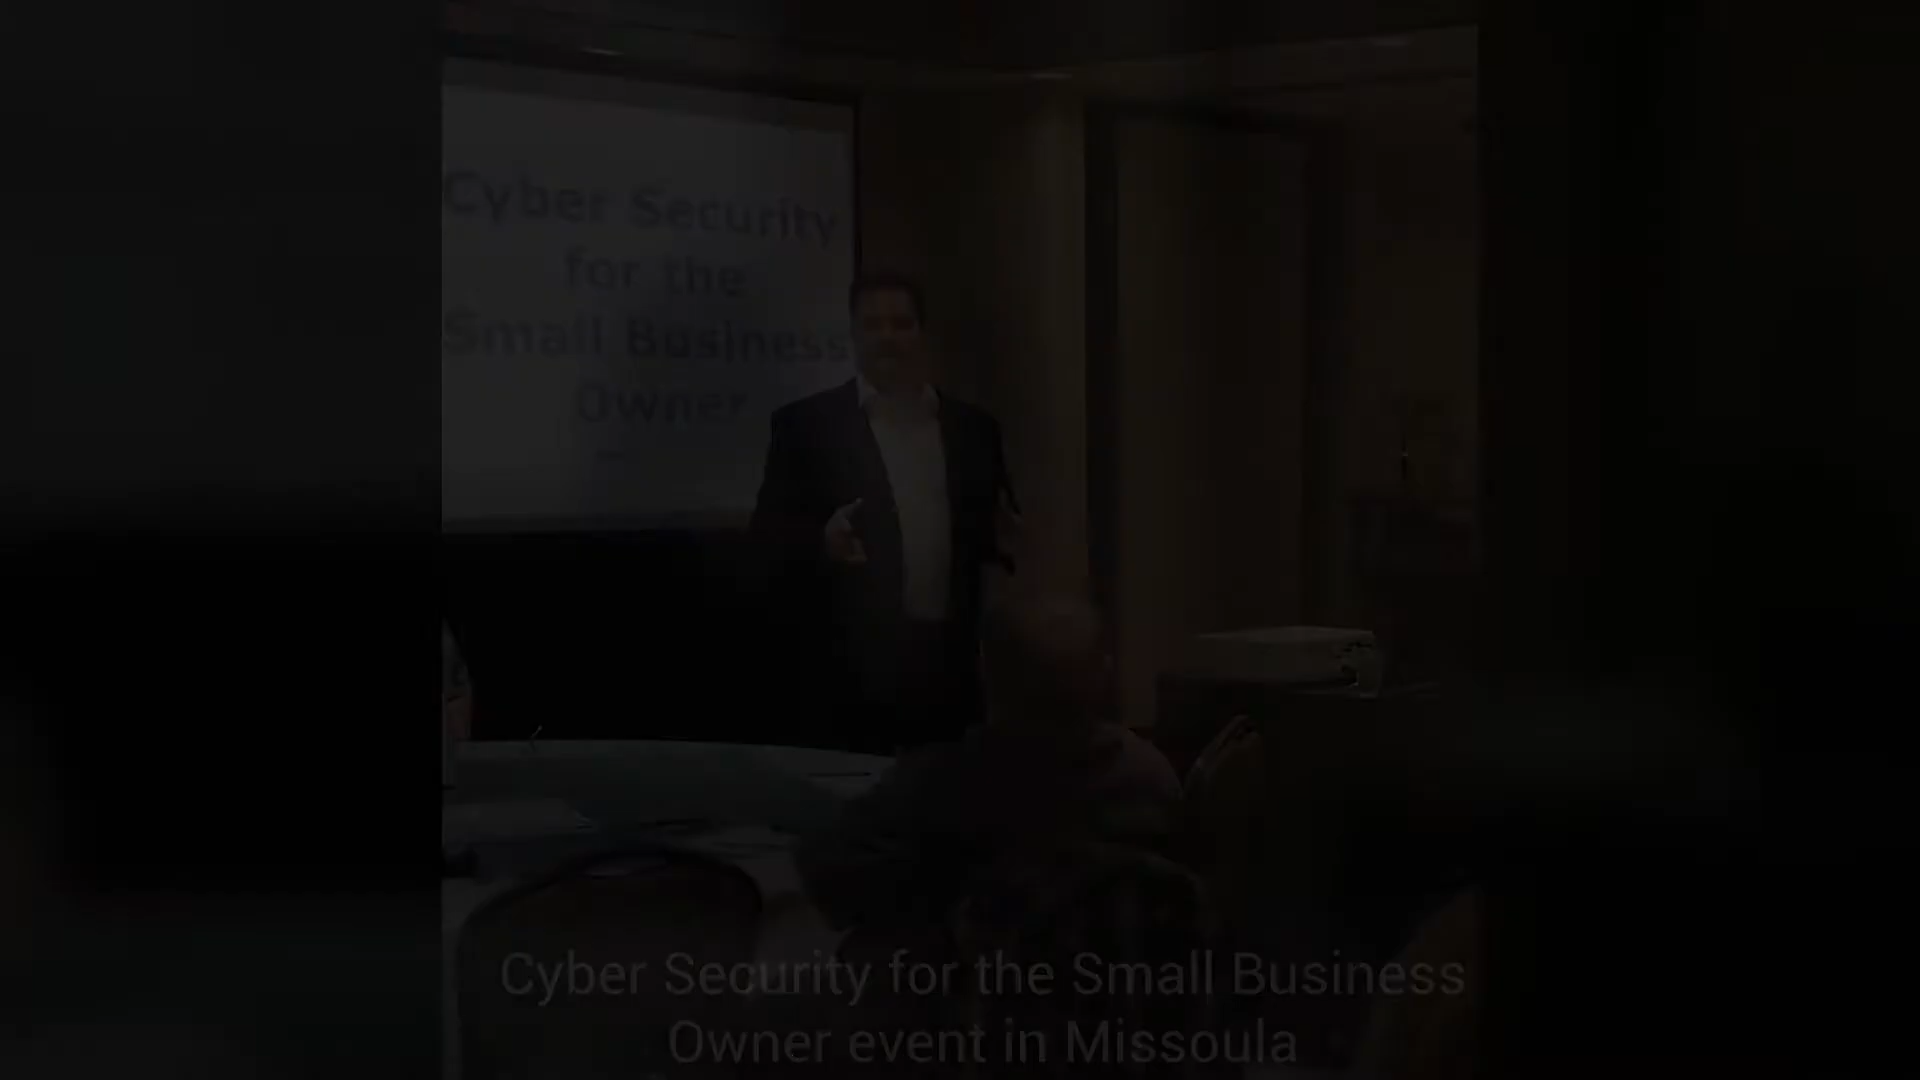 Cyber Security
for the
Small Business
Owner
Cyber Security for the Small Business
Owner event in Missoula